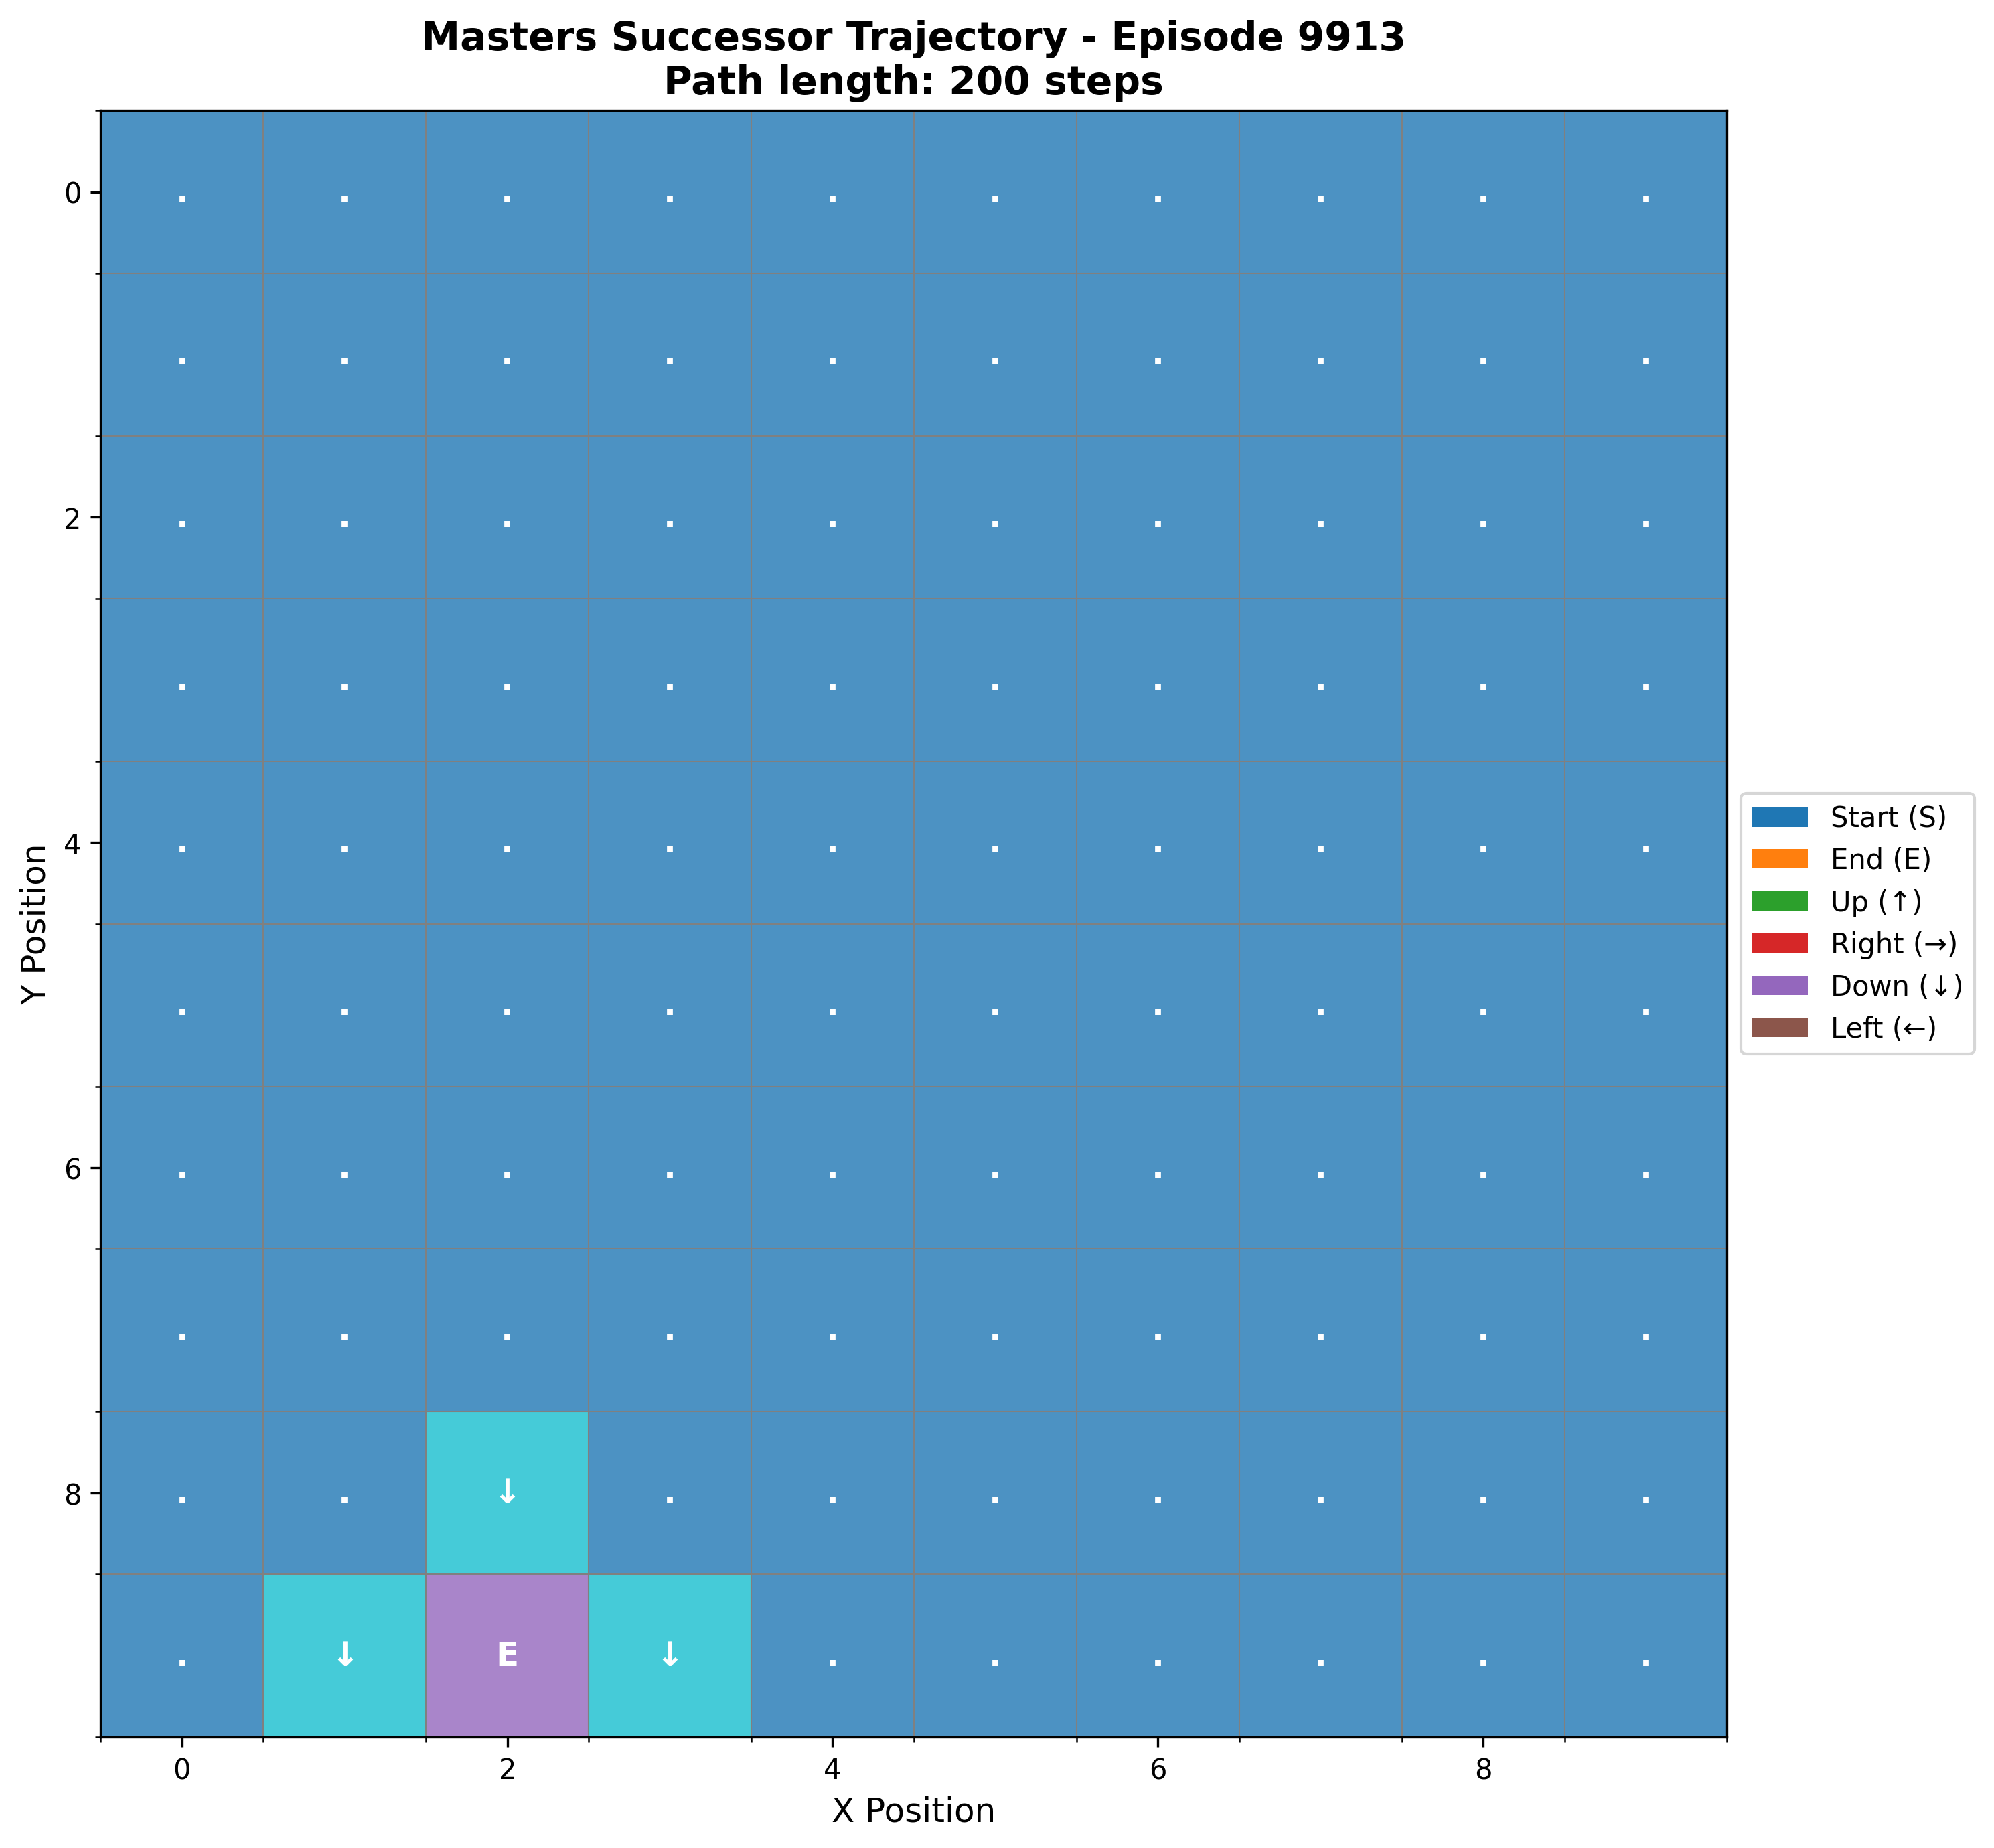 Masters Successor Trajectory - Episode 9913
Path length: 200 steps
0
2
4
6
8
Y Position
↓
↓ E ↓
0 2 4 6 8
X Position
Start (S)
End (E)
Up (↑)
Right (→)
Down (↓)
Left (←)